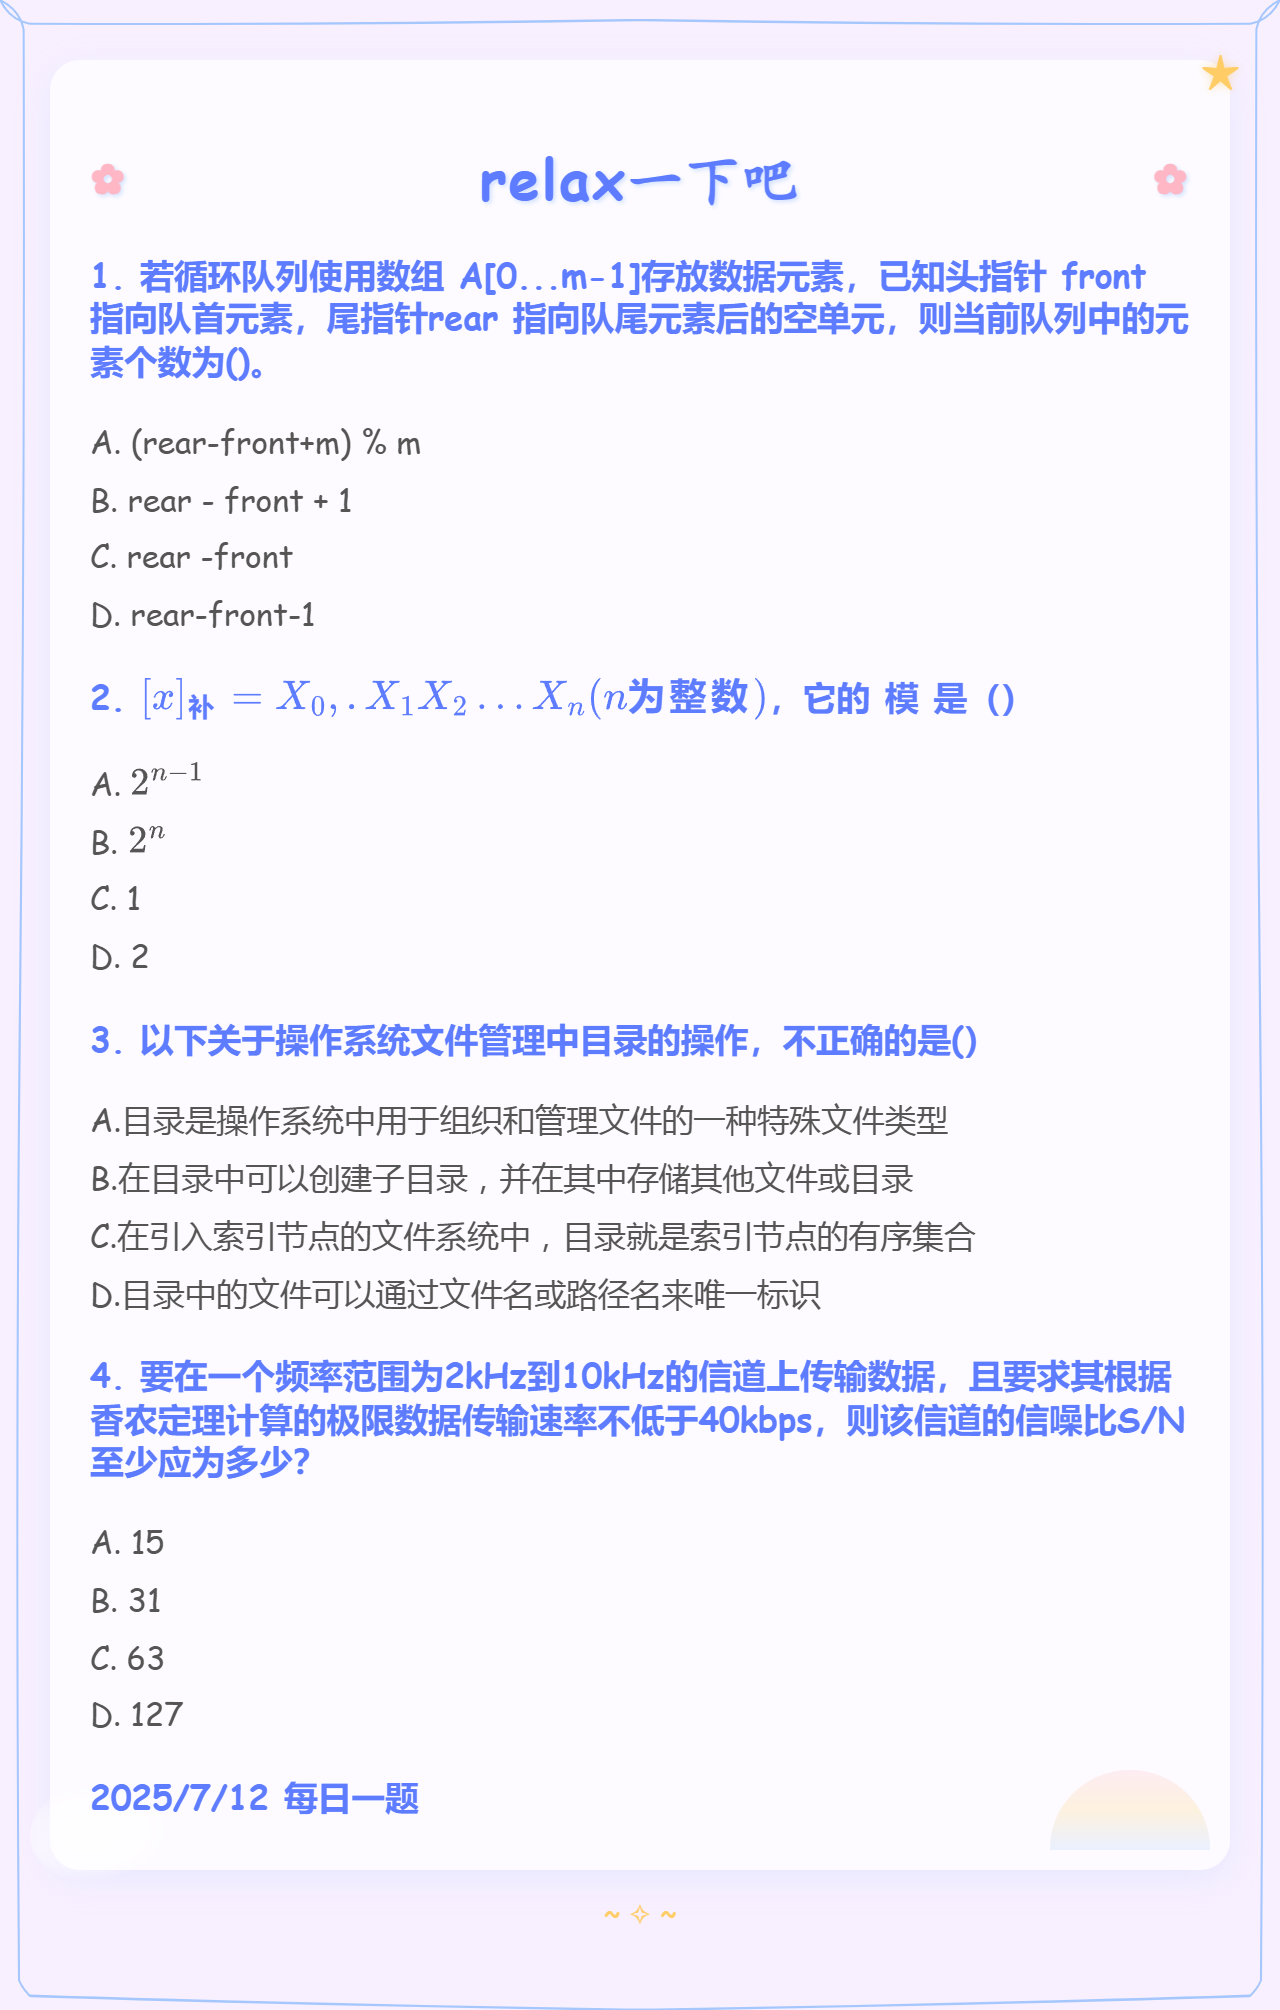 relax一下吧
1. 若循环队列使用数组 A[0...m-1]存放数据元素，已知头指针 front
指向队首元素，尾指针rear 指向队尾元素后的空单元，则当前队列中的元
素个数为()。
A. (rear-front+m) % m
B. rear - front + 1
C. rear -front
D. rear-front-1
2. $[x]_{补} = X_0,.X_1X_2...X_n(n为整数)$，它的 模 是（）
A. $2^{n-1}$
B. $2^n$
C. 1
D. 2
3. 以下关于操作系统文件管理中目录的操作，不正确的是()
A.目录是操作系统中用于组织和管理文件的一种特殊文件类型
B.在目录中可以创建子目录，并在其中存储其他文件或目录
C.在引入索引节点的文件系统中，目录就是索引节点的有序集合
D.目录中的文件可以通过文件名或路径名来唯一标识
4. 要在一个频率范围为2kHz到10kHz的信道上传输数据，且要求其根据
香农定理计算的极限数据传输速率不低于40kbps，则该信道的信噪比S/N
至少应为多少？
A. 15
B. 31
C. 63
D. 127
2025/7/12 每日一题
~ ✧ ~